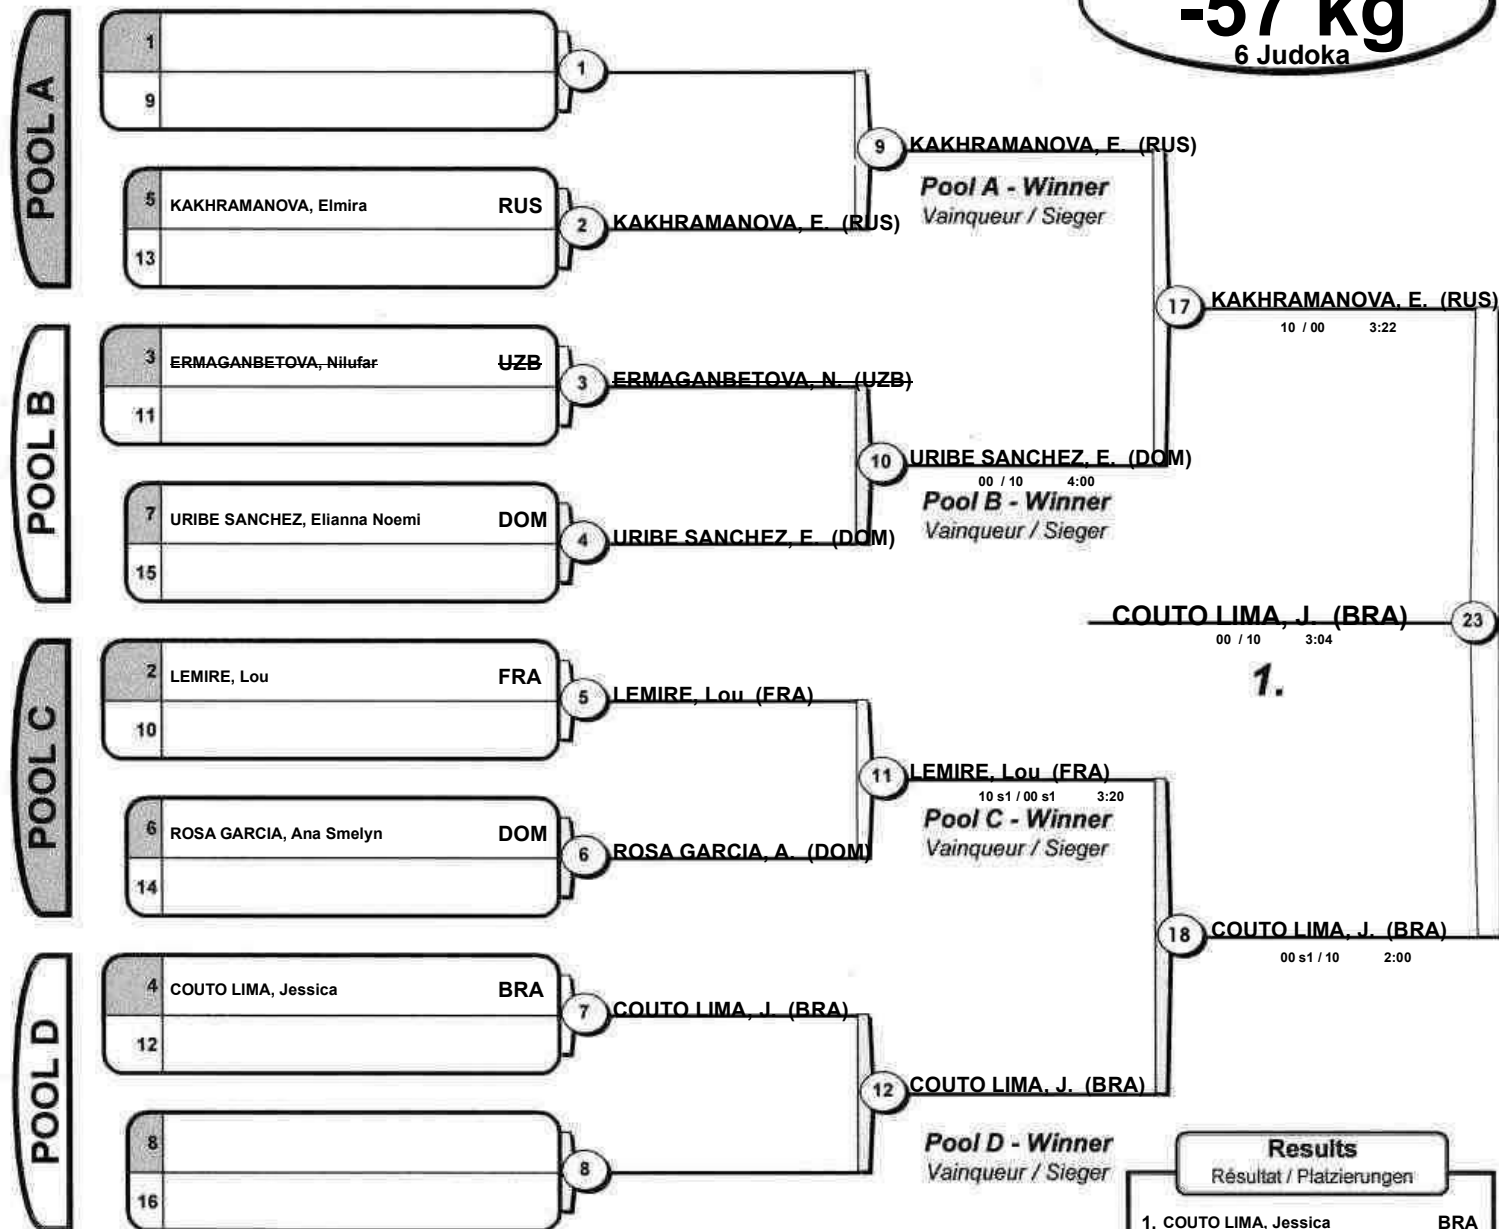 -57 kg
6 Judoka
POOL A
1
9
1
5 KAKHRAMANOVA, Elmira RUS
13
2 KAKHRAMANOVA, E. (RUS)
9 KAKHRAMANOVA, E. (RUS)
Pool A - Winner
Vainqueur / Sieger
POOL B
3 ERMAGANBETOVA, Nilufar UZB
11
3 ERMAGANBETOVA, N. (UZB)
7 URIBE SANCHEZ, Elianna Noemi DOM
15
4 URIBE SANCHEZ, E. (DOM)
10 URIBE SANCHEZ, E. (DOM)
00 / 10 4:00
Pool B - Winner
Vainqueur / Sieger
17 KAKHRAMANOVA, E. (RUS)
10 / 00 3:22
COUTO LIMA, J. (BRA) 23
00 / 10 3:04
1.
POOL C
2 LEMIRE, Lou FRA
10
5 LEMIRE, Lou (FRA)
6 ROSA GARCIA, Ana Smelyn DOM
14
6 ROSA GARCIA, A. (DOM)
11 LEMIRE, Lou (FRA)
10 s1 / 00 s1 3:20
Pool C - Winner
Vainqueur / Sieger
18 COUTO LIMA, J. (BRA)
00 s1 / 10 2:00
POOL D
4 COUTO LIMA, Jessica BRA
12
7 COUTO LIMA, J. (BRA)
8
16
8
12 COUTO LIMA, J. (BRA)
Pool D - Winner
Vainqueur / Sieger
Results
Résultat / Platzierungen
1. COUTO LIMA, Jessica BRA